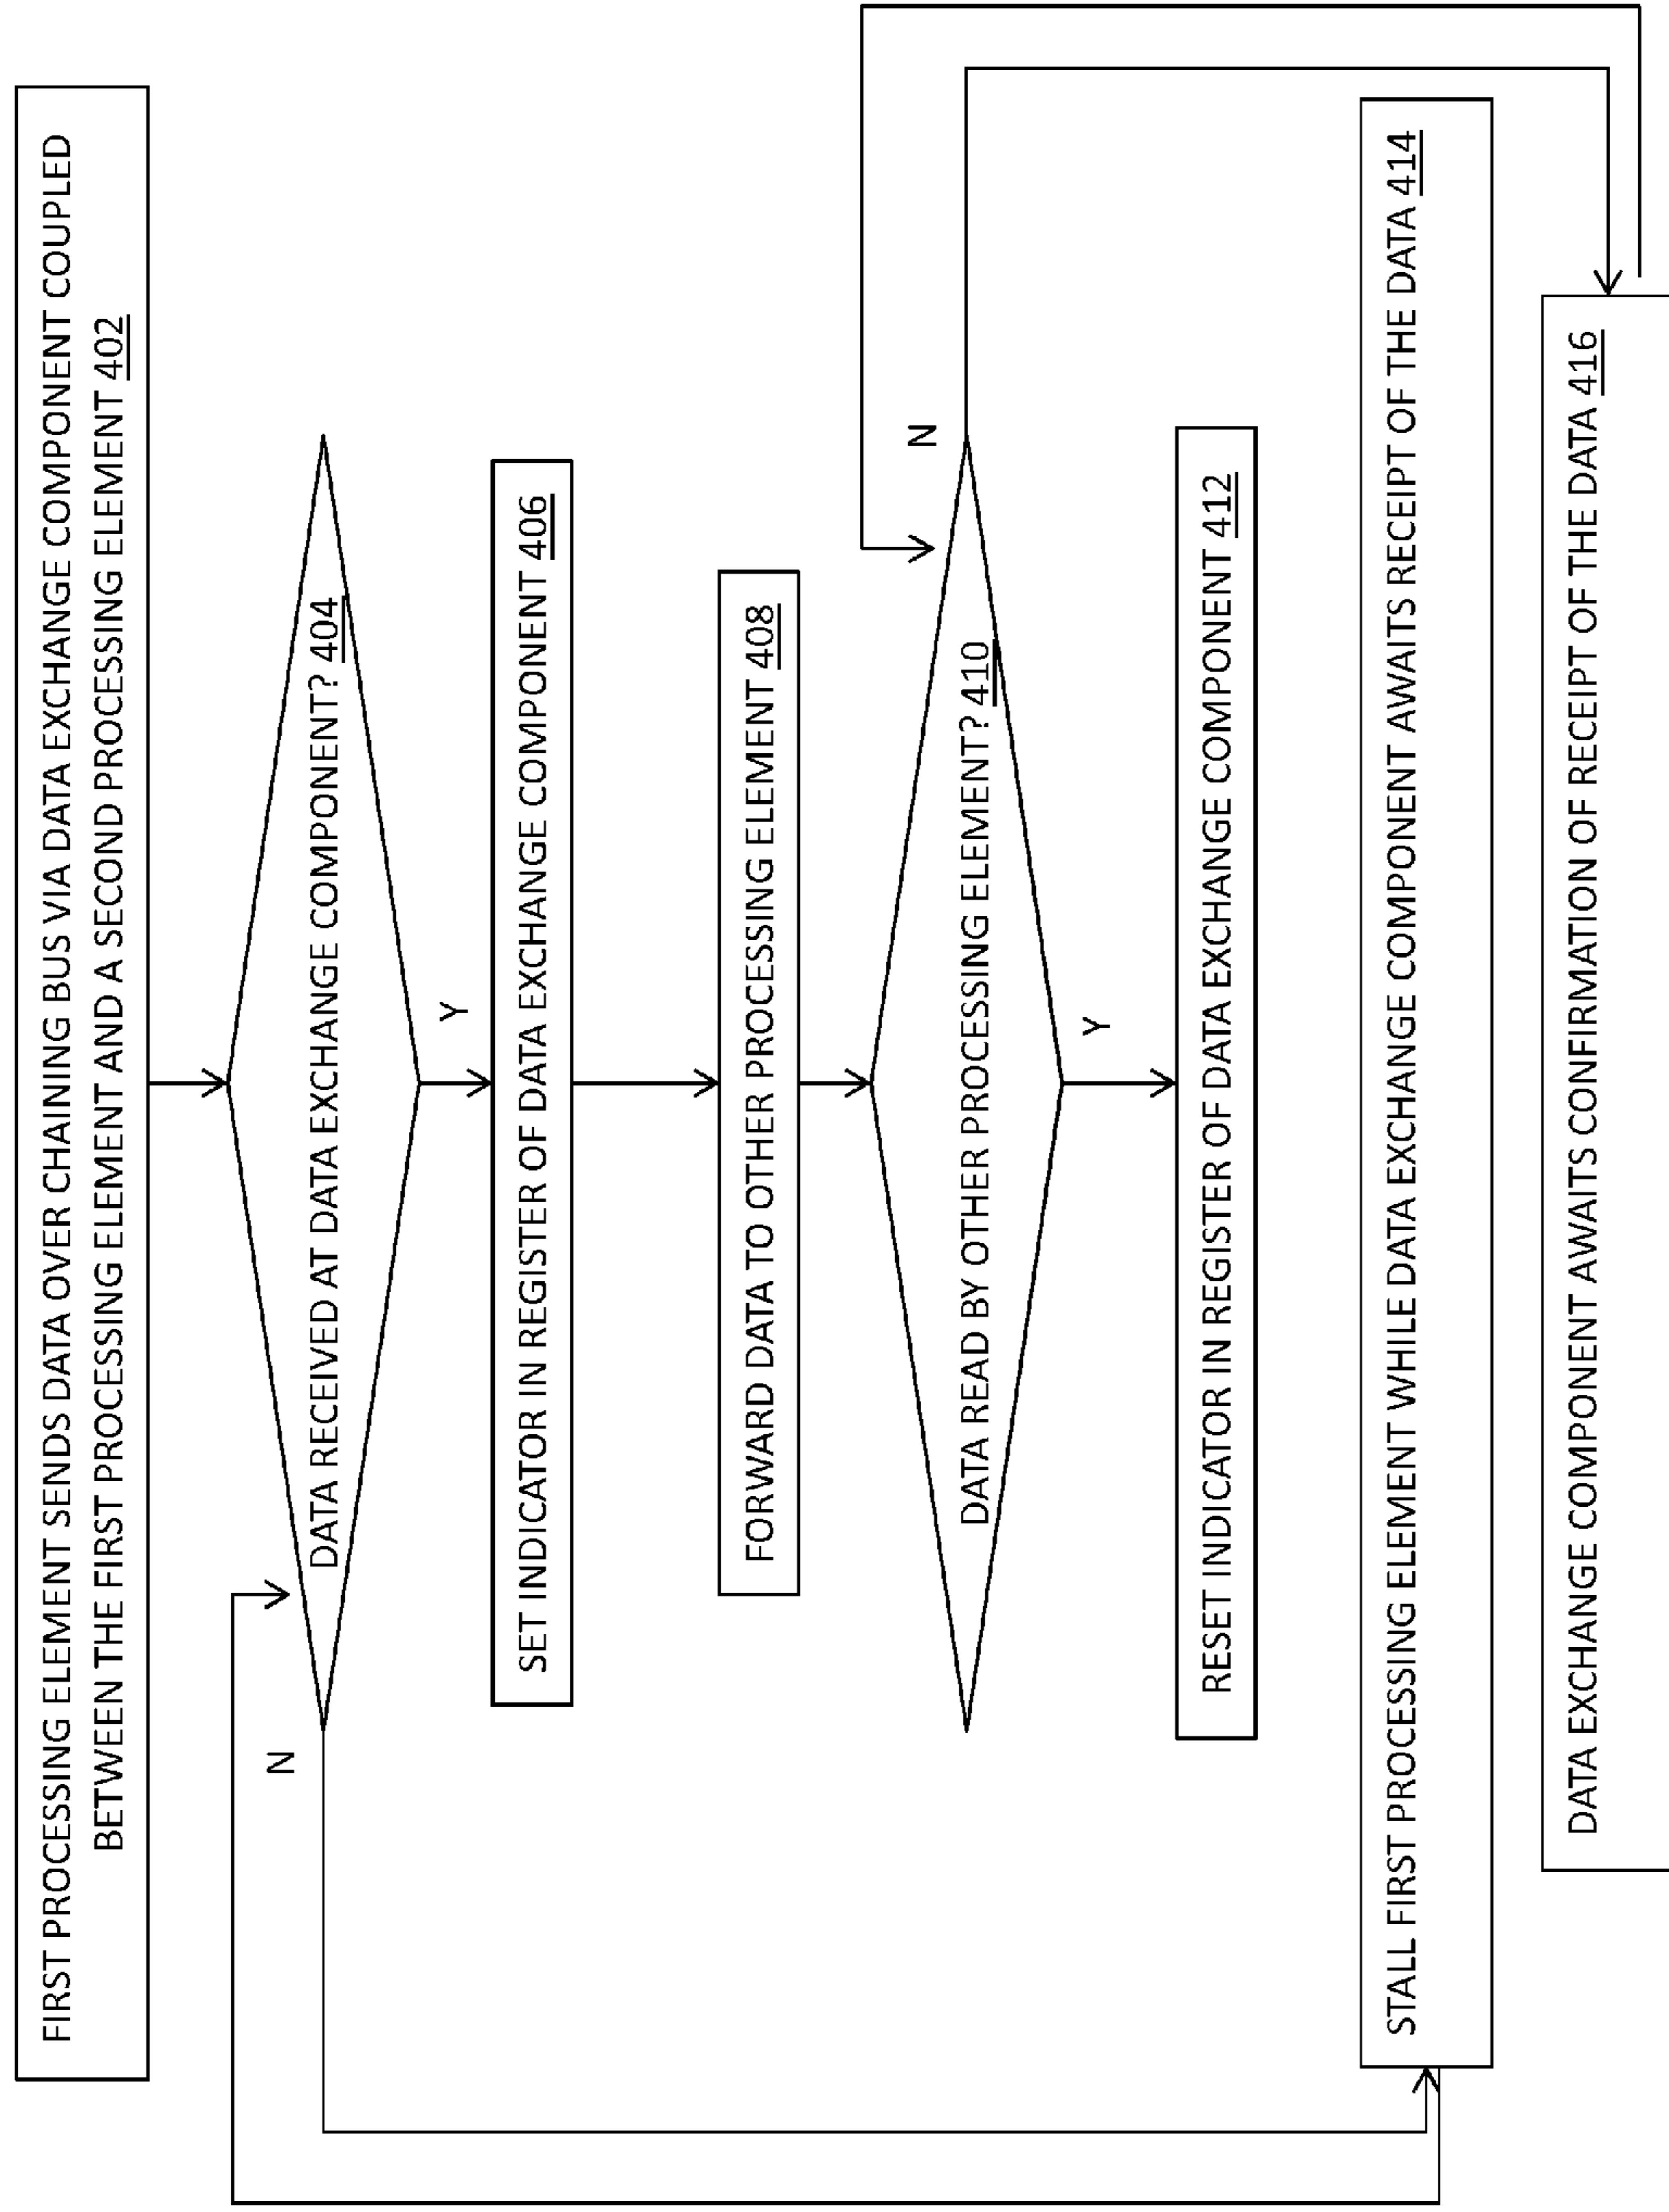 FIRST PROCESSING ELEMENT SENDS DATA OVER CHAINING BUS VIA DATA EXCHANGE COMPONENT COUPLED
BETWEEN THE FIRST PROCESSING ELEMENT AND A SECOND PROCESSING ELEMENT 402
DATA RECEIVED AT DATA EXCHANGE COMPONENT? 404
N
Y
SET INDICATOR IN REGISTER OF DATA EXCHANGE COMPONENT 406
FORWARD DATA TO OTHER PROCESSING ELEMENT 408
DATA READ BY OTHER PROCESSING ELEMENT? 410
N
Y
RESET INDICATOR IN REGISTER OF DATA EXCHANGE COMPONENT 412
STALL FIRST PROCESSING ELEMENT WHILE DATA EXCHANGE COMPONENT AWAITS RECEIPT OF THE DATA 414
DATA EXCHANGE COMPONENT AWAITS CONFIRMATION OF RECEIPT OF THE DATA 416